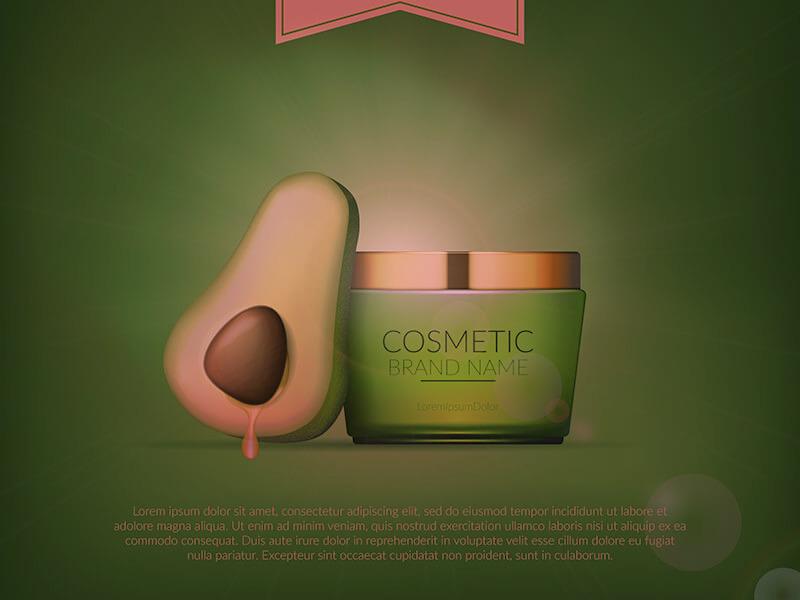 COSMETIC
BRAND NAME
LoremIpsumDolor
Lorem ipsum dolor sit amet, consectetur adipiscing elit, sed do eiusmod tempor incididunt ut labore et
adolore magna aliqua. Ut enim ad minim veniam, quis nostrud exercitation ullamco laboris nisi ut aliquip ex ea
commodo consequat. Duis aute irure dolor in reprehenderit in voluptate velit esse cillum dolore eu fugiat
nulla pariatur. Excepteur sint occaecat cupidatat non proident, sunt in culaborum.